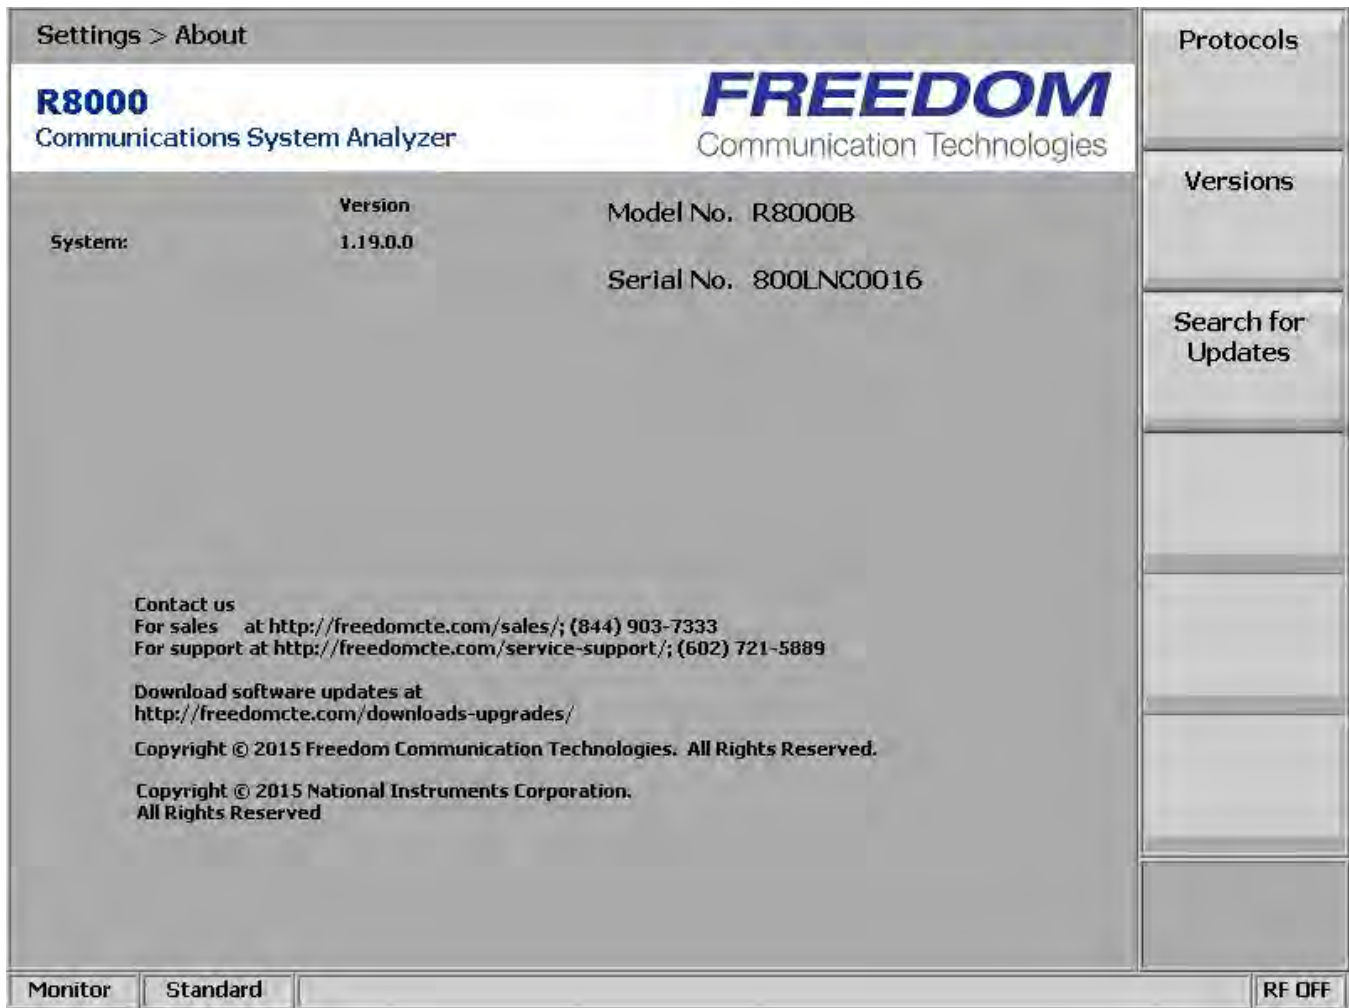 Settings > About
R8000
Communications System Analyzer
FREEDOM
Communication Technologies
Version
System: 1.19.0.0
Model No. R8000B
Serial No. 800LNC0016
Contact us
For sales at http://freedomcte.com/sales/; (844) 903-7333
For support at http://freedomcte.com/service-support/; (602) 721-5889
Download software updates at
http://freedomcte.com/downloads-upgrades/
Copyright © 2015 Freedom Communication Technologies. All Rights Reserved.
Copyright © 2015 National Instruments Corporation.
All Rights Reserved
Protocols
Versions
Search for
Updates
Monitor
Standard
RF OFF